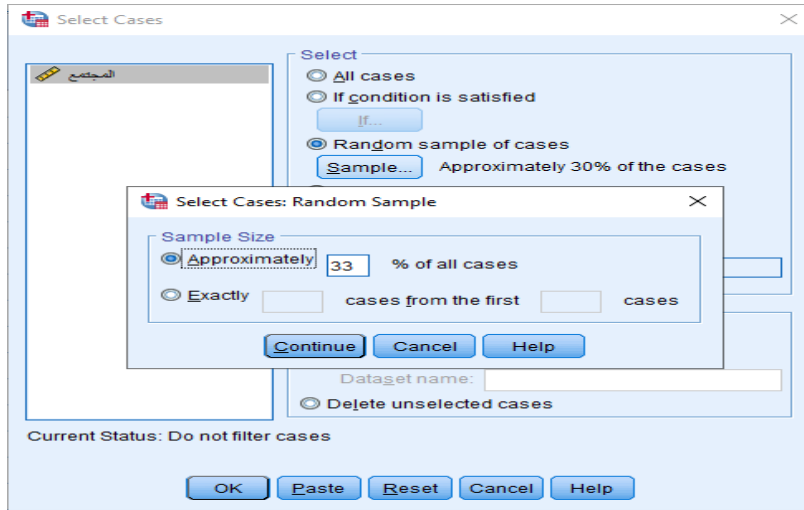 Select Cases
المجتمع
Select
All cases
If condition is satisfied
If...
Random sample of cases
Sample... Approximately 30% of the cases
Select Cases: Random Sample
Sample Size
Approximately 33 % of all cases
Exactly cases from the first cases
Continue Cancel Help
Dataset name:
Delete unselected cases
Current Status: Do not filter cases
OK Paste Reset Cancel Help